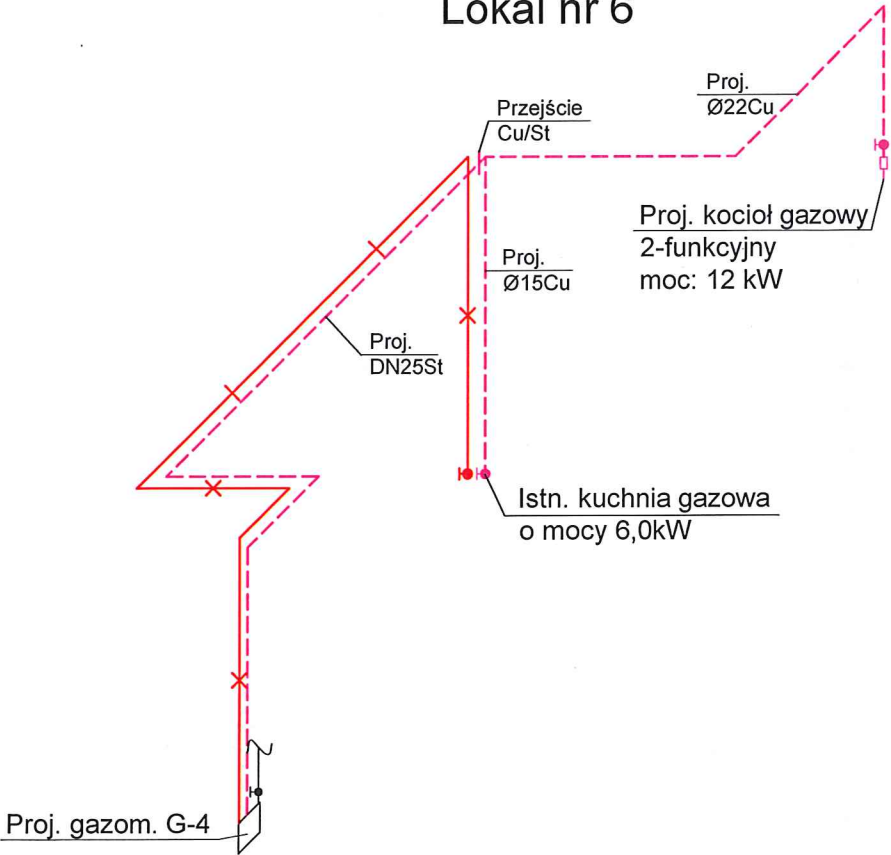 Lokal nr 6
Proj.
Ø22Cu
Przejście
Cu/St
Proj. kocioł gazowy
2-funkcyjny
moc: 12 kW
Proj.
Ø15Cu
Proj.
DN25St
Istn. kuchnia gazowa
o mocy 6,0kW
Proj. gazom. G-4